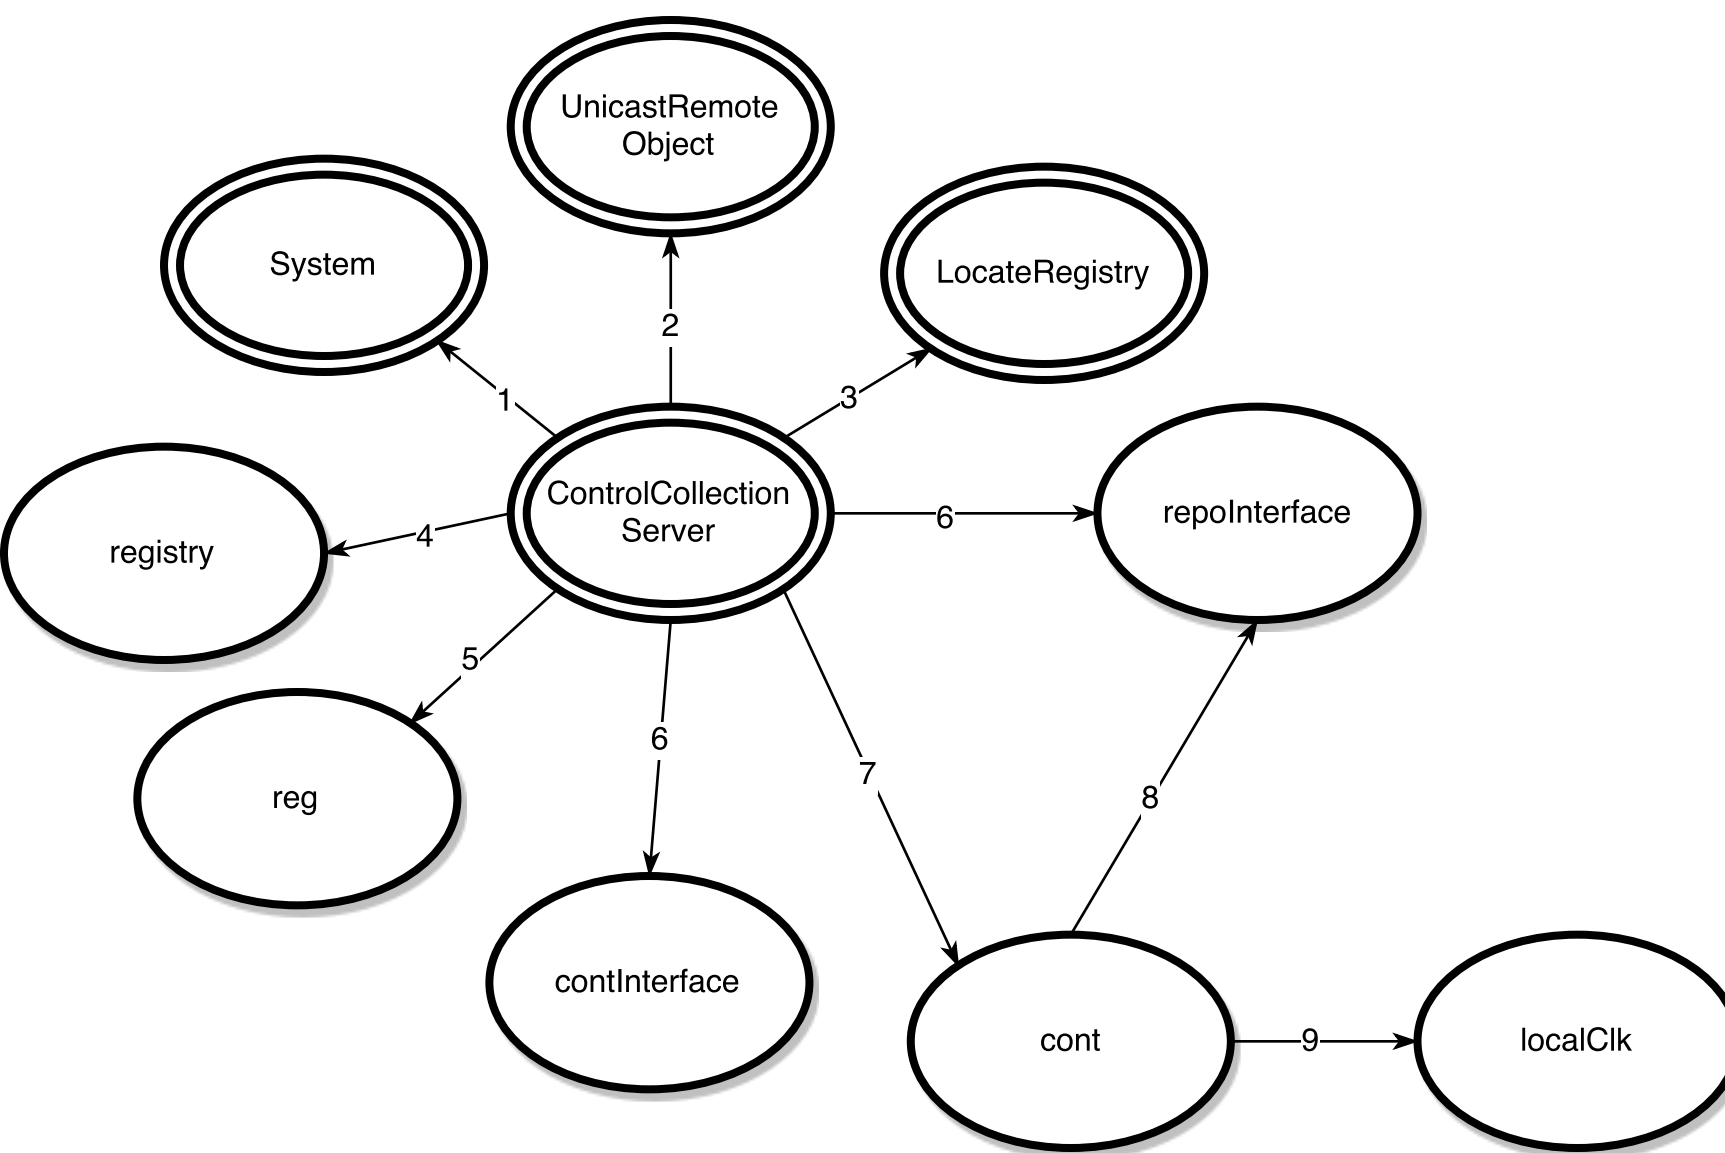 UnicastRemote
Object
System
LocateRegistry
2
1
3
ControlCollection
Server
registry
4
6
repoInterface
5
6
7
reg
8
contInterface
cont
9
localClk